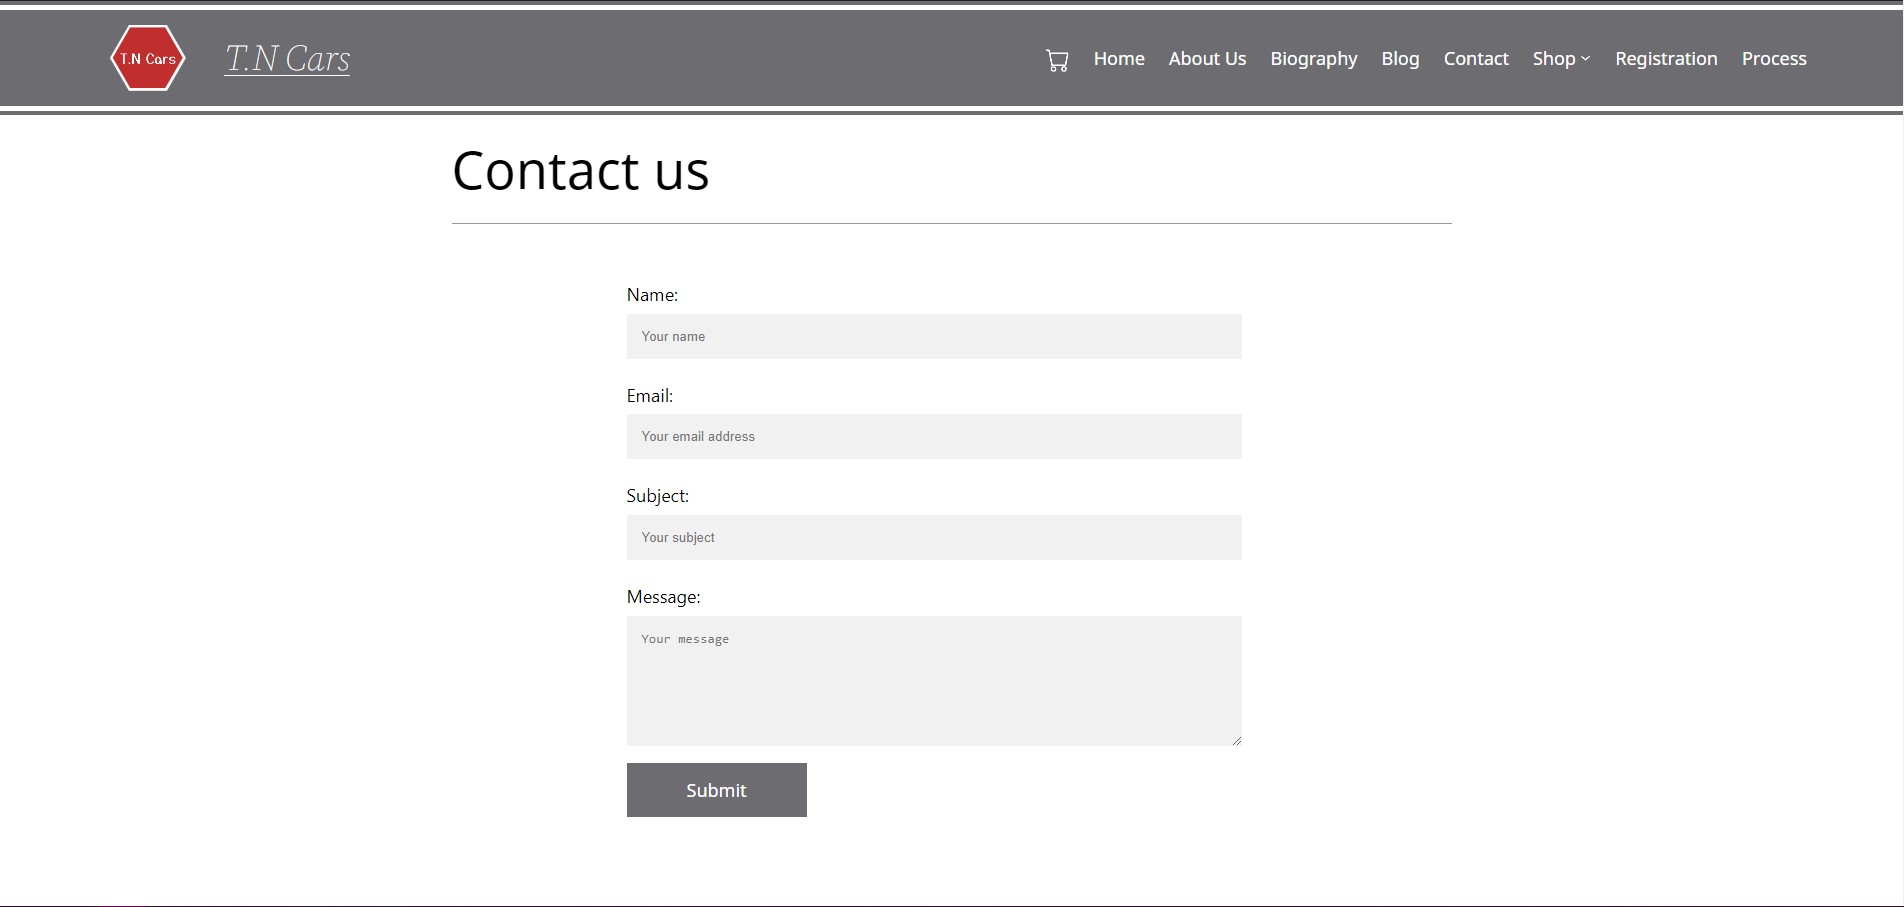 T.N Cars
T.N Cars
Home About Us Biography Blog Contact Shop Registration Process
Contact us
Name:
Your name
Email:
Your email address
Subject:
Your subject
Message:
Your message
Submit